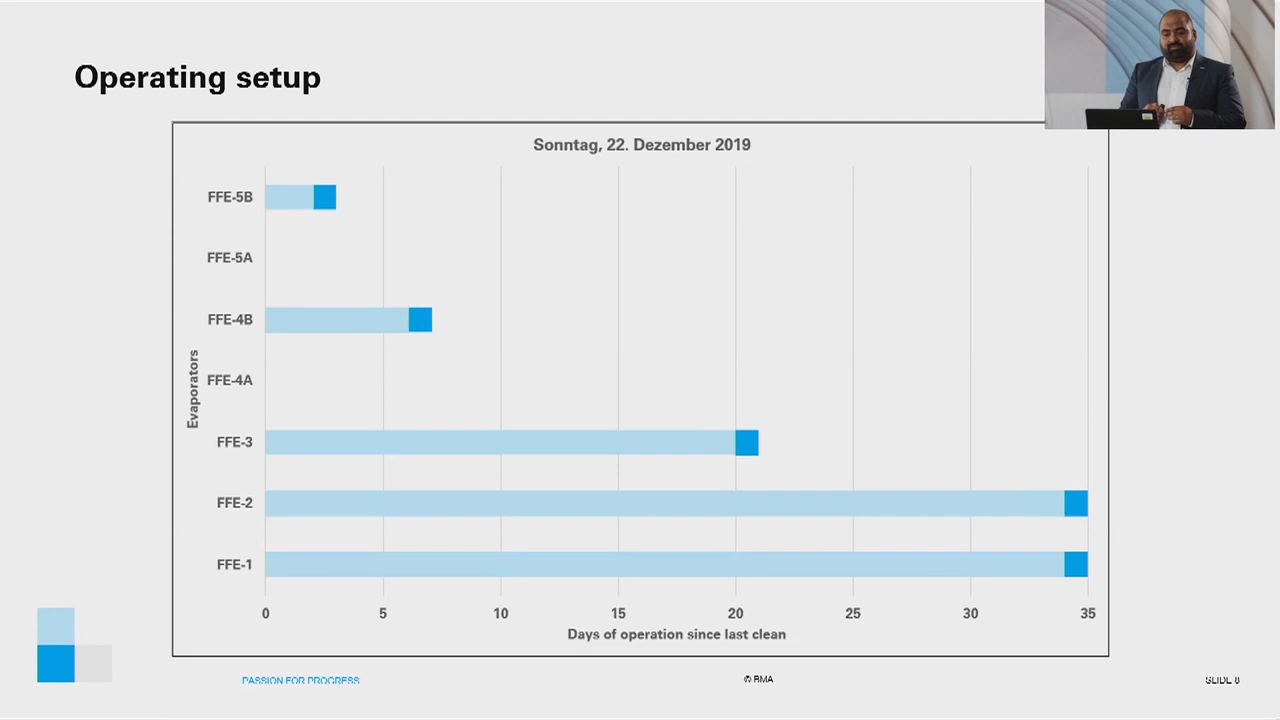 Operating setup
Sonntag, 22. Dezember 2019
FFE-5B
FFE-5A
FFE-4B
FFE-4A
FFE-3
FFE-2
FFE-1
Evaporators
0 5 10 15 20 25 30 35
Days of operation since last clean
PASSION FOR PROGRESS
© BMA
SLIDE 8